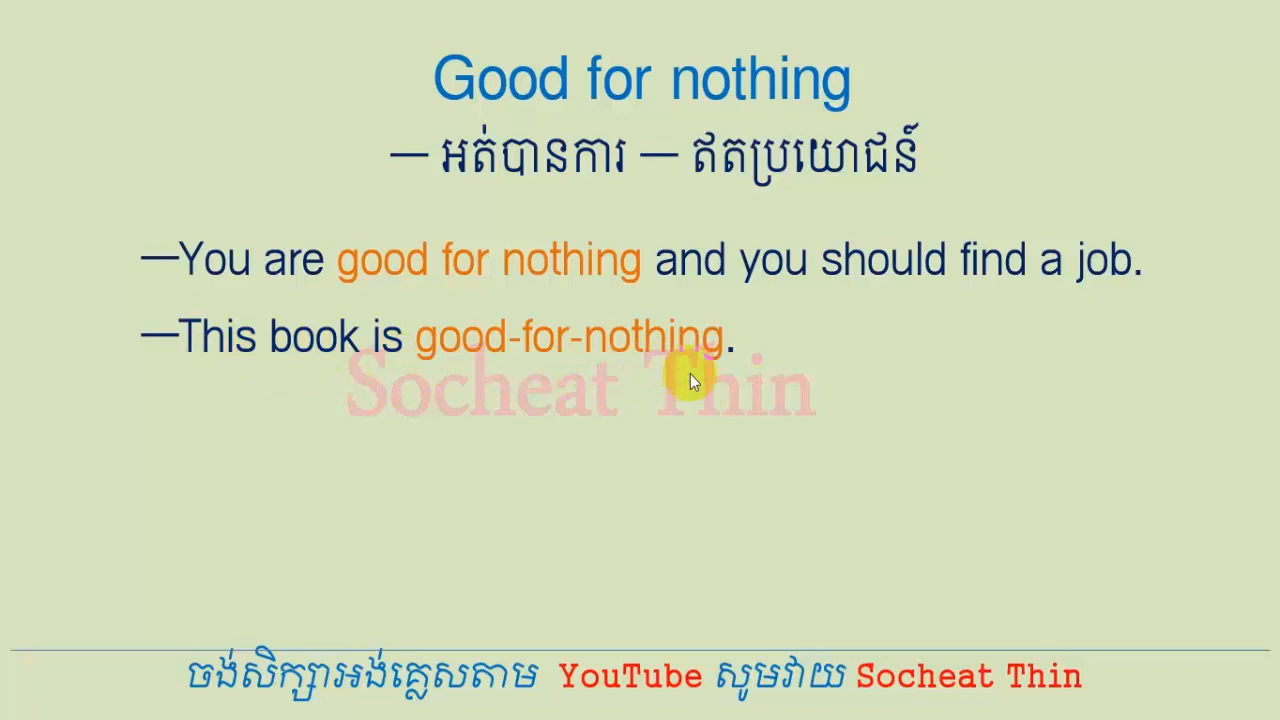 Good for nothing
— អត់បានការ — ឥតប្រយោជន៍
—You are good for nothing and you should find a job.
—This book is good-for-nothing.
Socheat Thin
ចង់សិក្សាអង់គ្លេសតាម YouTube សូមវាយ Socheat Thin